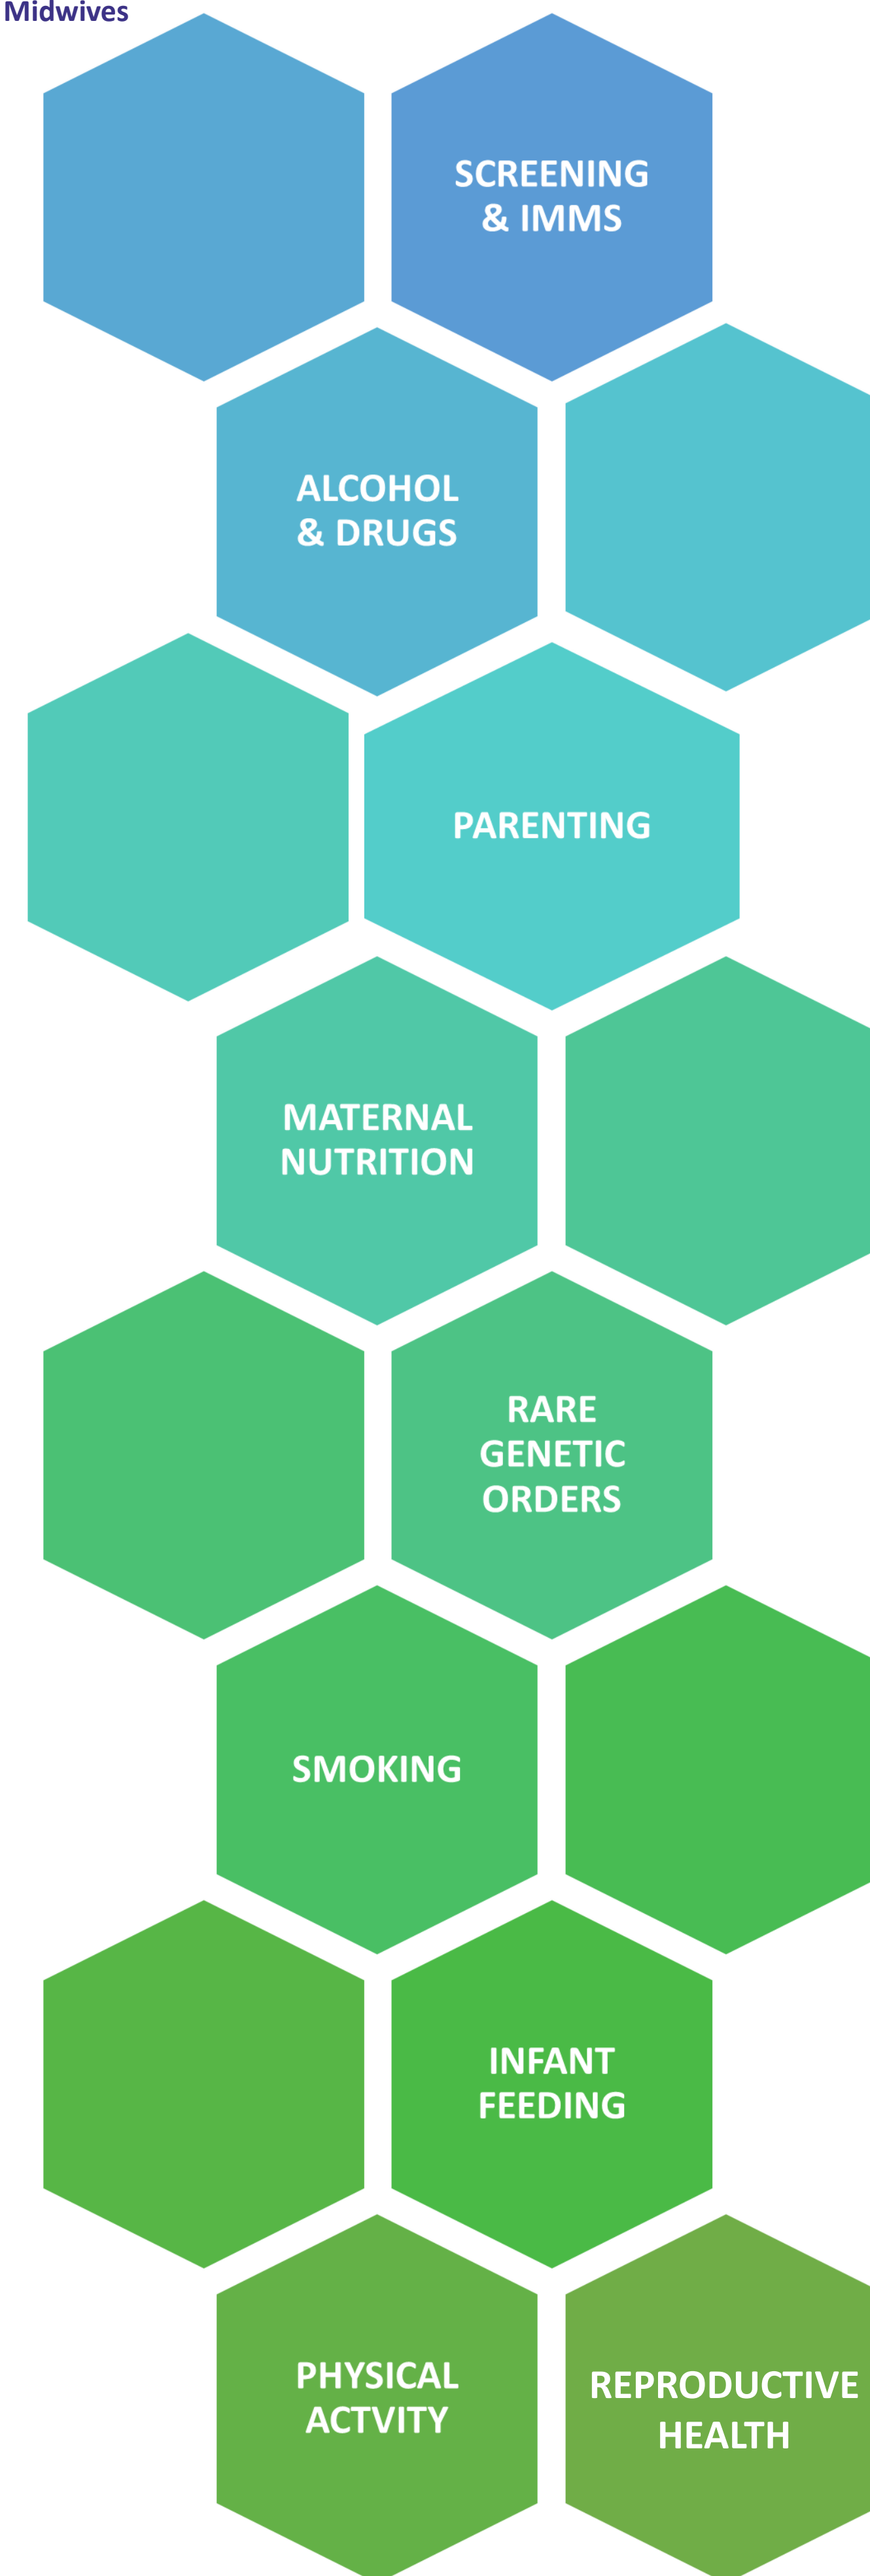 Midwives
SCREENING
& IMMS
ALCOHOL
& DRUGS
PARENTING
MATERNAL
NUTRITION
RARE
GENETIC
ORDERS
SMOKING
INFANT
FEEDING
PHYSICAL
ACTVITY
REPRODUCTIVE
HEALTH